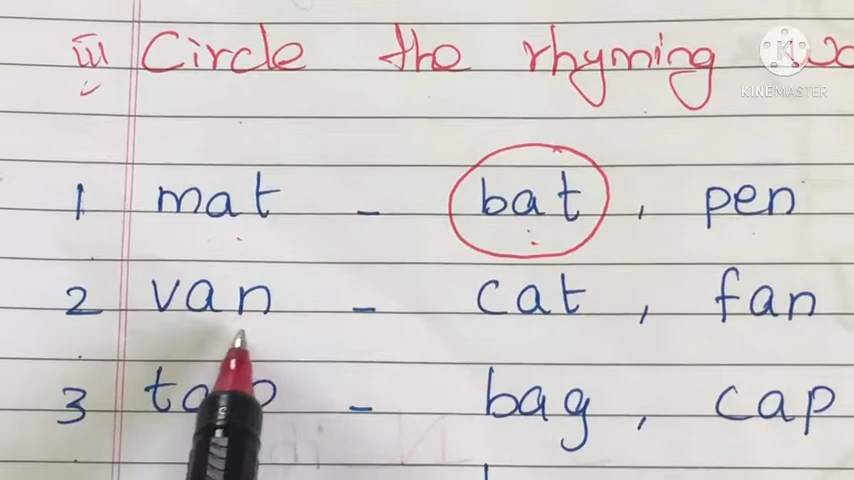 iii Circle the rhyming
KINEMASTER
1 mat - bat , pen
2 van - cat , fan
3 - bag , cap